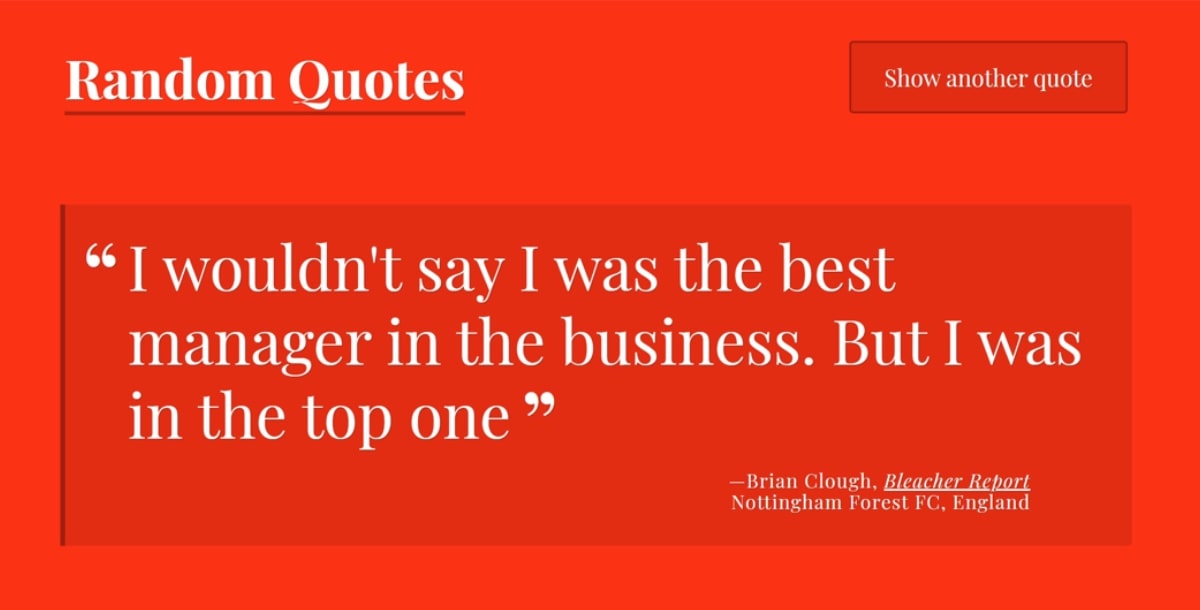 Random Quotes
Show another quote
“ I wouldn't say I was the best
manager in the business. But I was
in the top one ”
—Brian Clough, Bleacher Report
Nottingham Forest FC, England